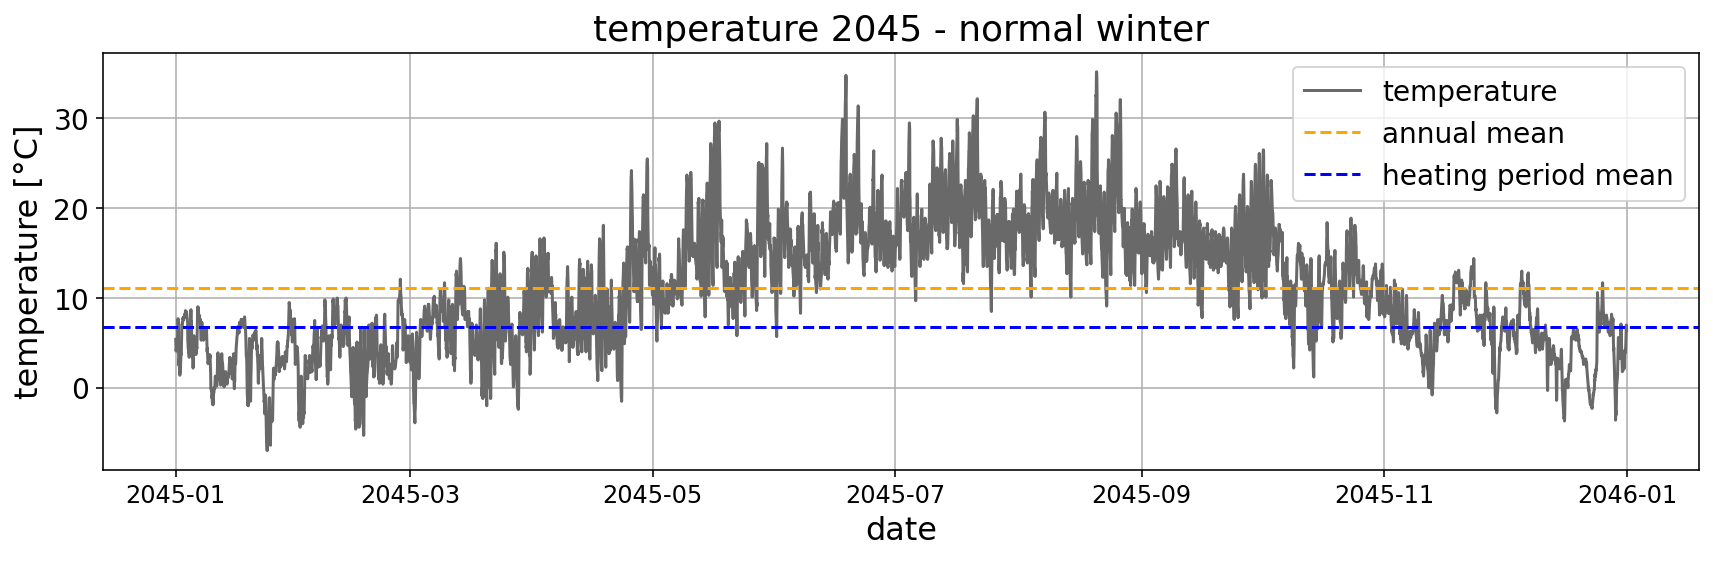 temperature 2045 - normal winter
temperature [°C]
30
20
10
0
temperature
annual mean
heating period mean
2045-01 2045-03 2045-05 2045-07 2045-09 2045-11 2046-01
date